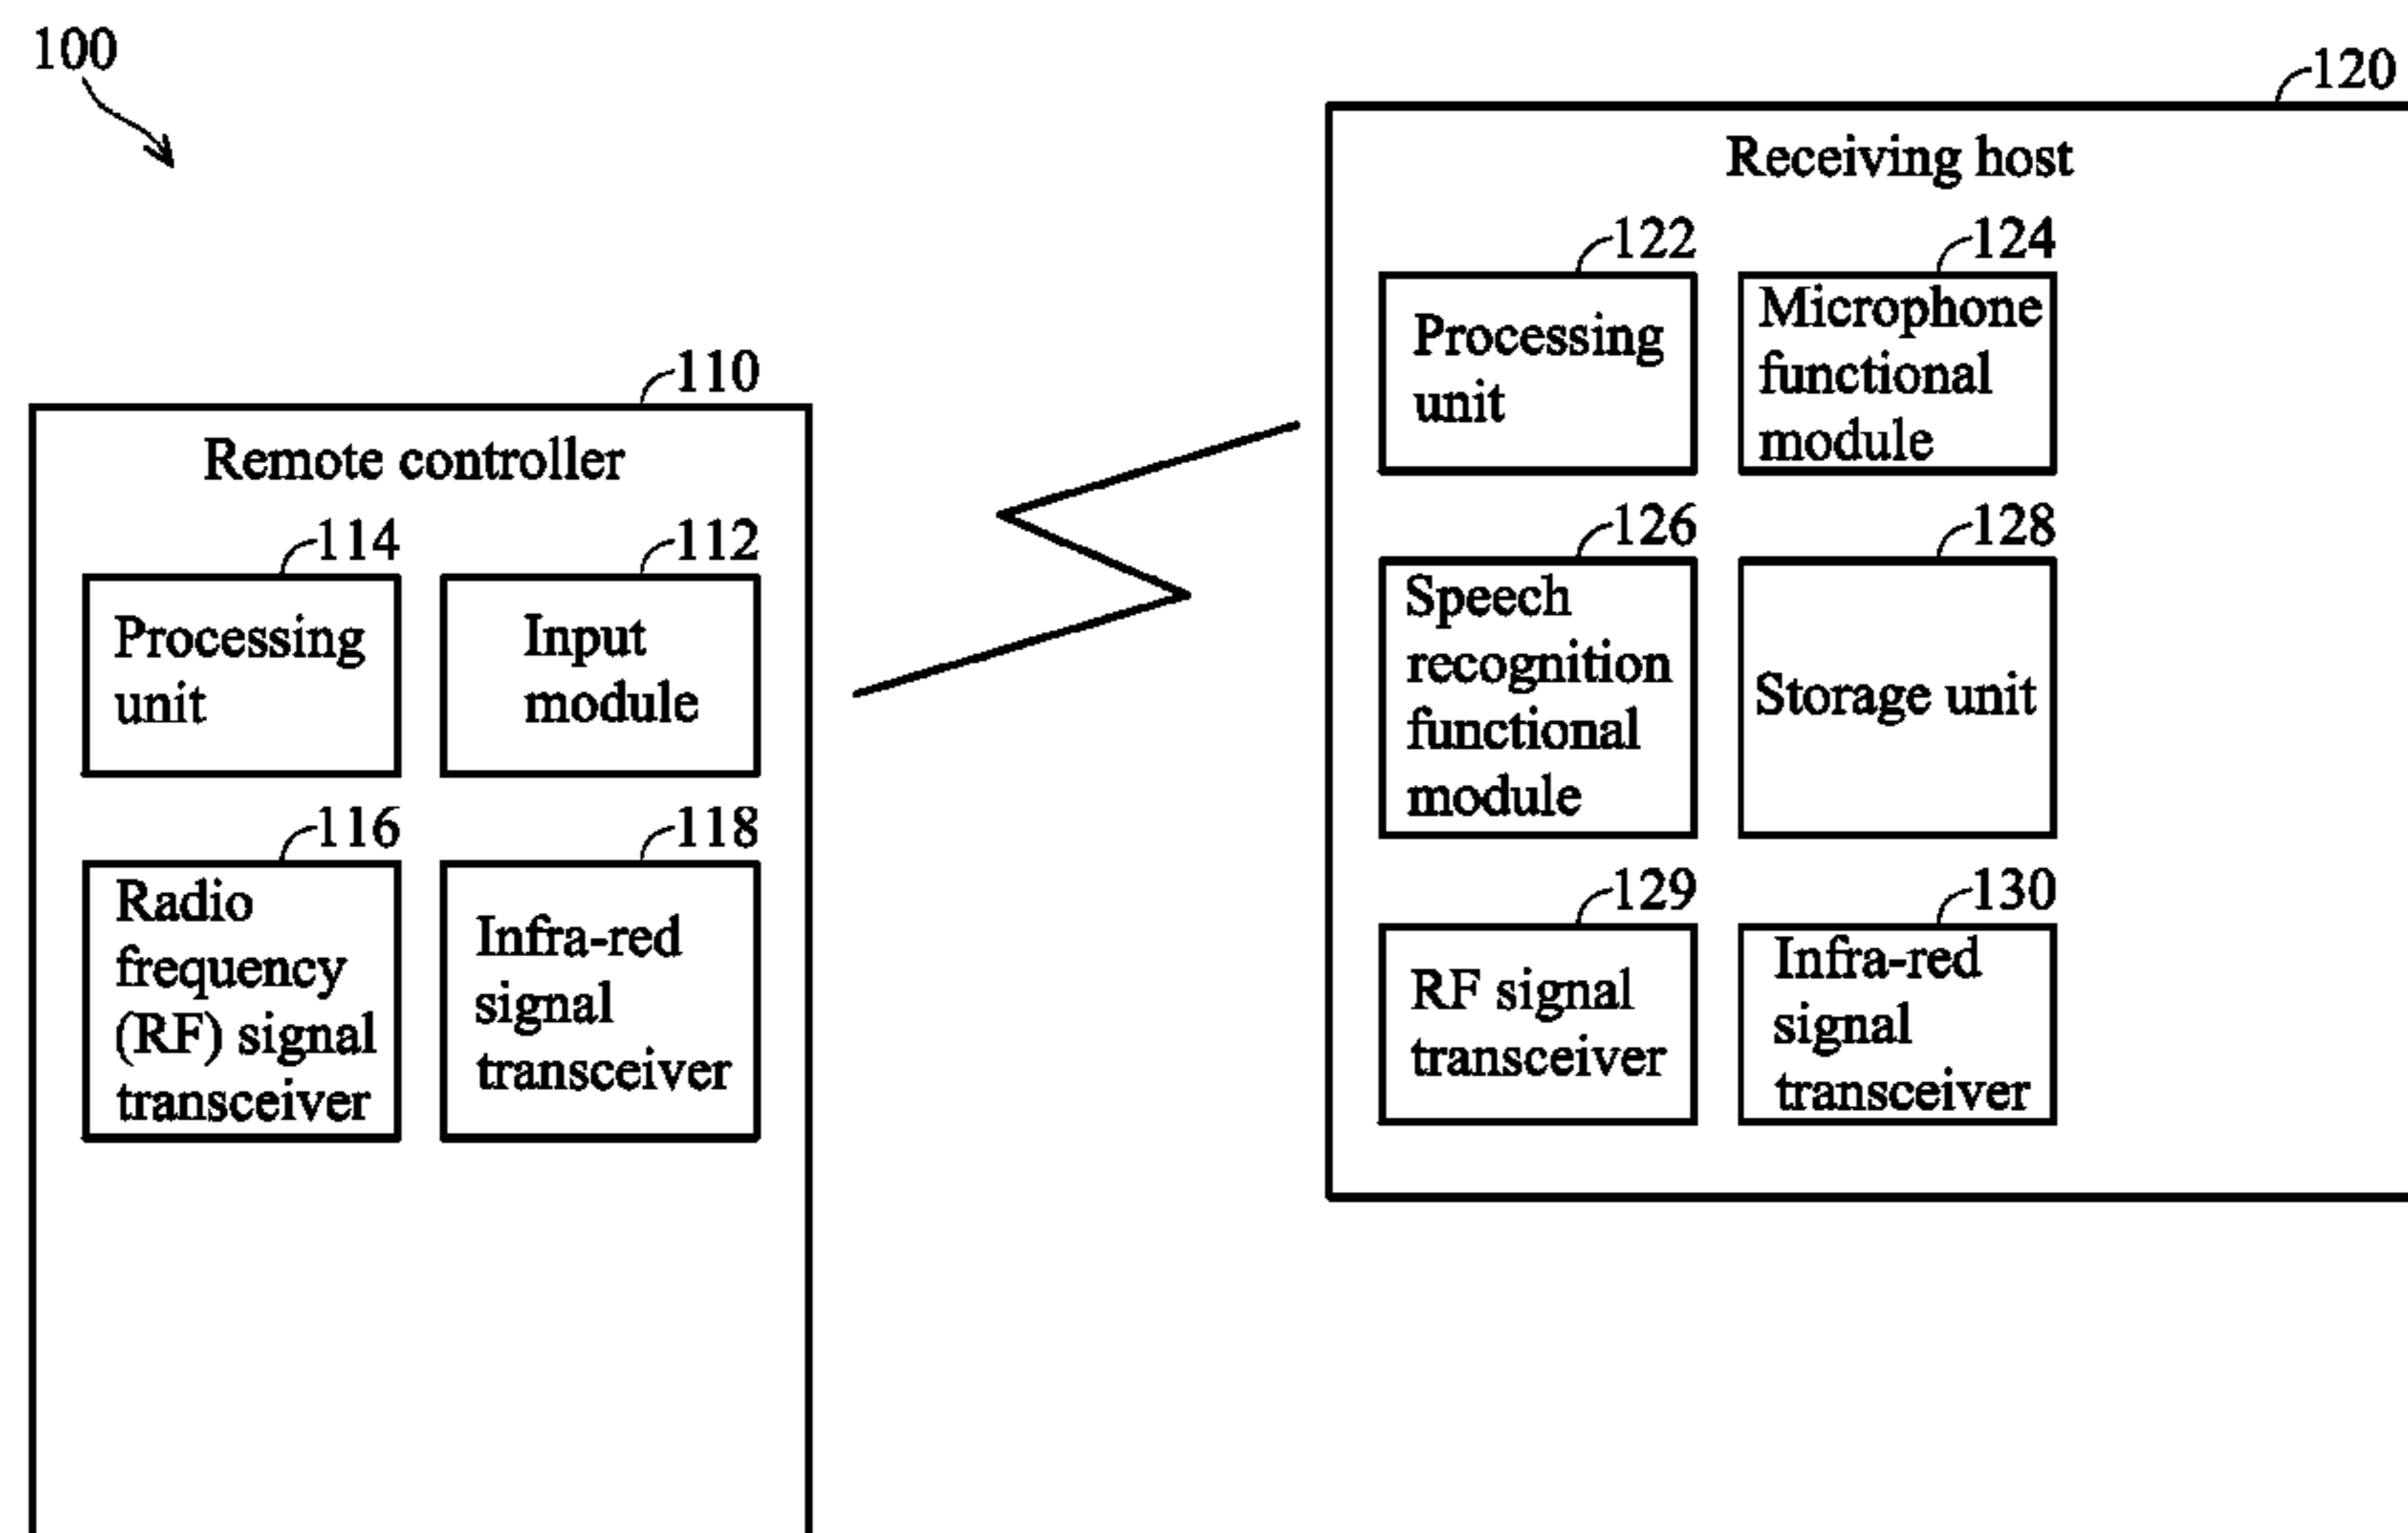 100
120
Receiving host
122
124
Processing
unit
Microphone
functional
module
126
128
Speech
recognition
functional
module
Storage unit
129
130
RF signal
transceiver
Infra-red
signal
transceiver
110
Remote controller
114
112
Processing
unit
Input
module
116
118
Radio
frequency
(RF) signal
transceiver
Infra-red
signal
transceiver